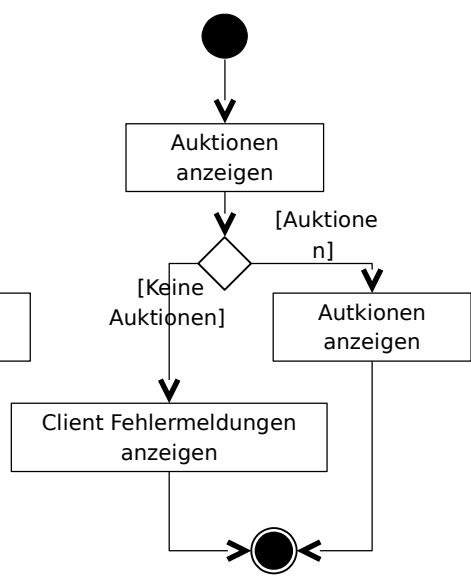 Auktionen
anzeigen
[Auktione
n]
[Keine
Auktionen]
Autkionen
anzeigen
Client Fehlermeldungen
anzeigen